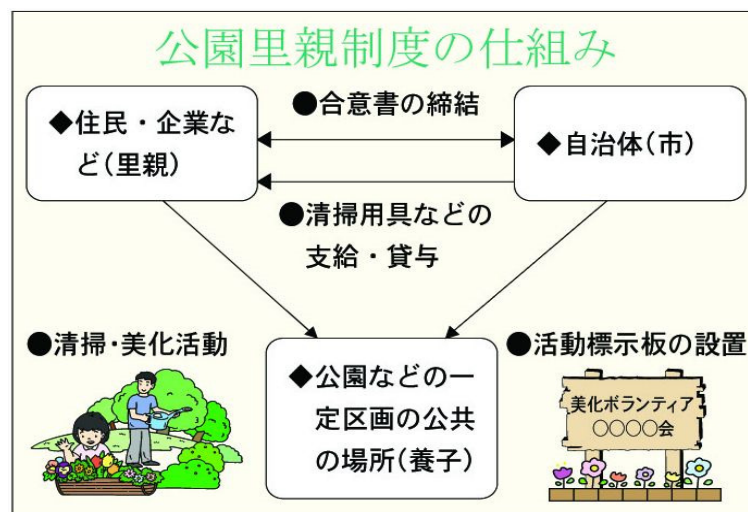 公園里親制度の仕組み
●合意書の締結
◆住民・企業な
ど(里親)
◆自治体(市)
●清掃用具などの
支給・貸与
●清掃・美化活動
●活動標示板の設置
◆公園などの一
定区画の公共
の場所(養子)
美化ボランティア
○○○○会